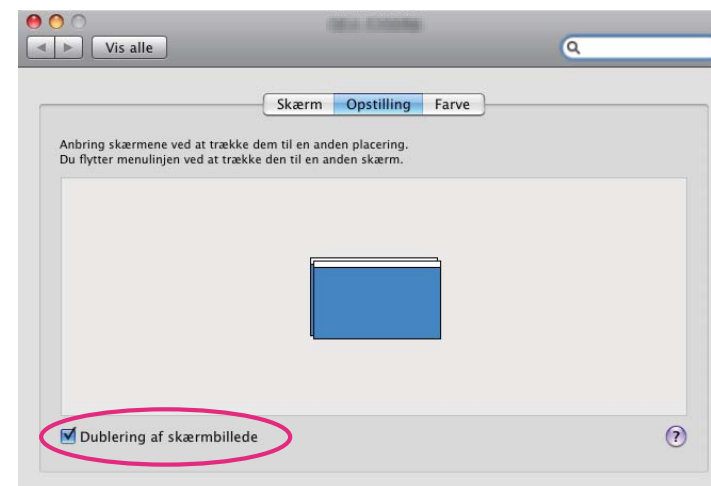 Vis alle
Skærm Opstilling Farve
Anbring skærmene ved at trække dem til en anden placering.
Du flytter menulinjen ved at trække den til en anden skærm.
Dublering af skærmbillede
?